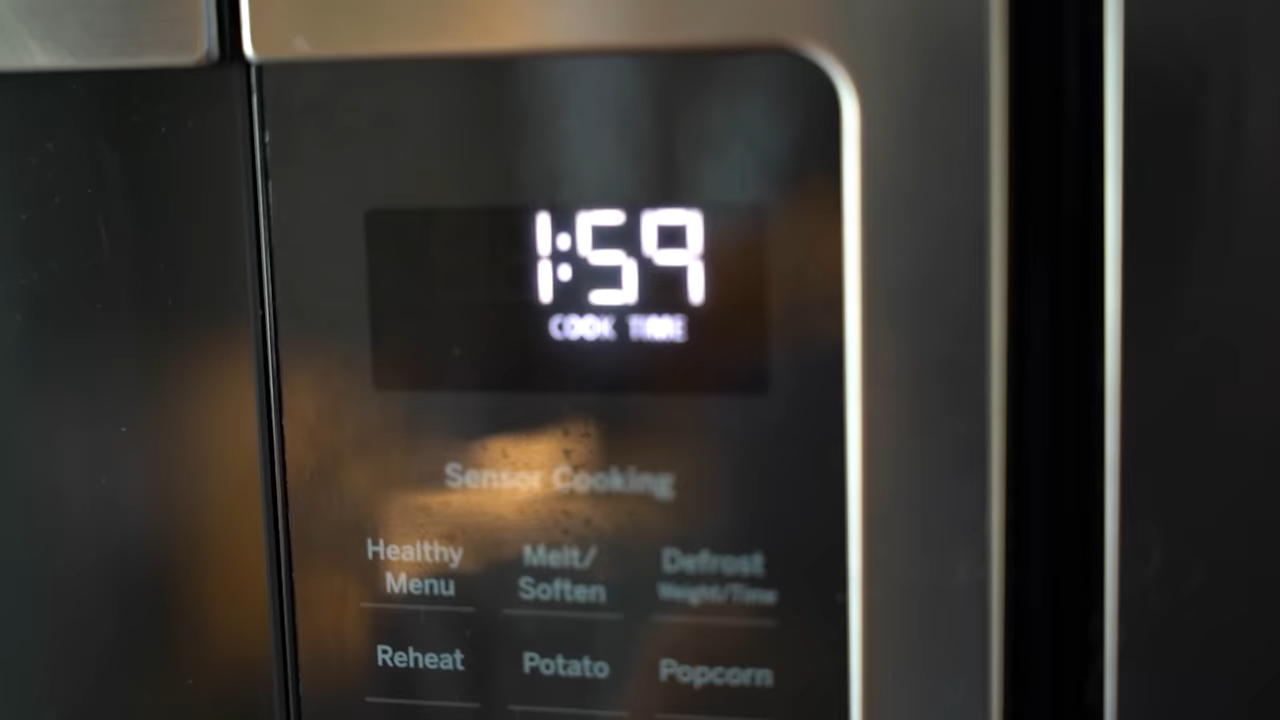 1:59
COOK TIME
Sensor Cooking
Healthy Menu
Melt/ Soften
Defrost
Weight/Time
Reheat
Potato
Popcorn